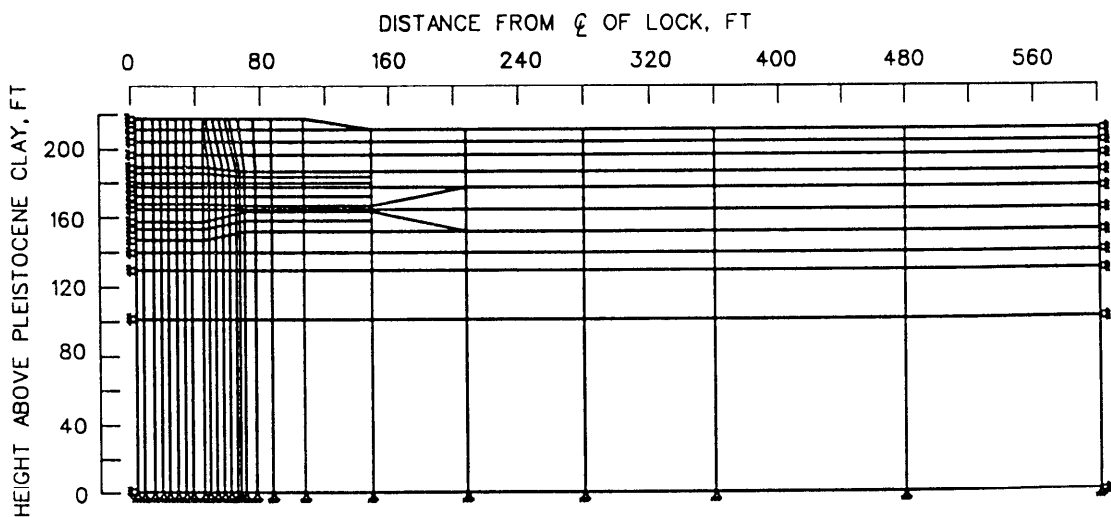 DISTANCE FROM ℄ OF LOCK, FT
0 80 160 240 320 400 480 560
HEIGHT ABOVE PLEISTOCENE CLAY, FT
200
160
120
80
40
0